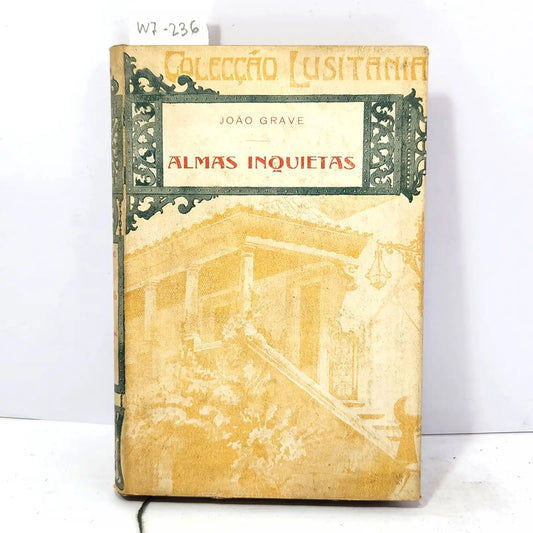 W7-236
COLECÇÃO LUSITANIA
JOÃO GRAVE
ALMAS INQUIETAS